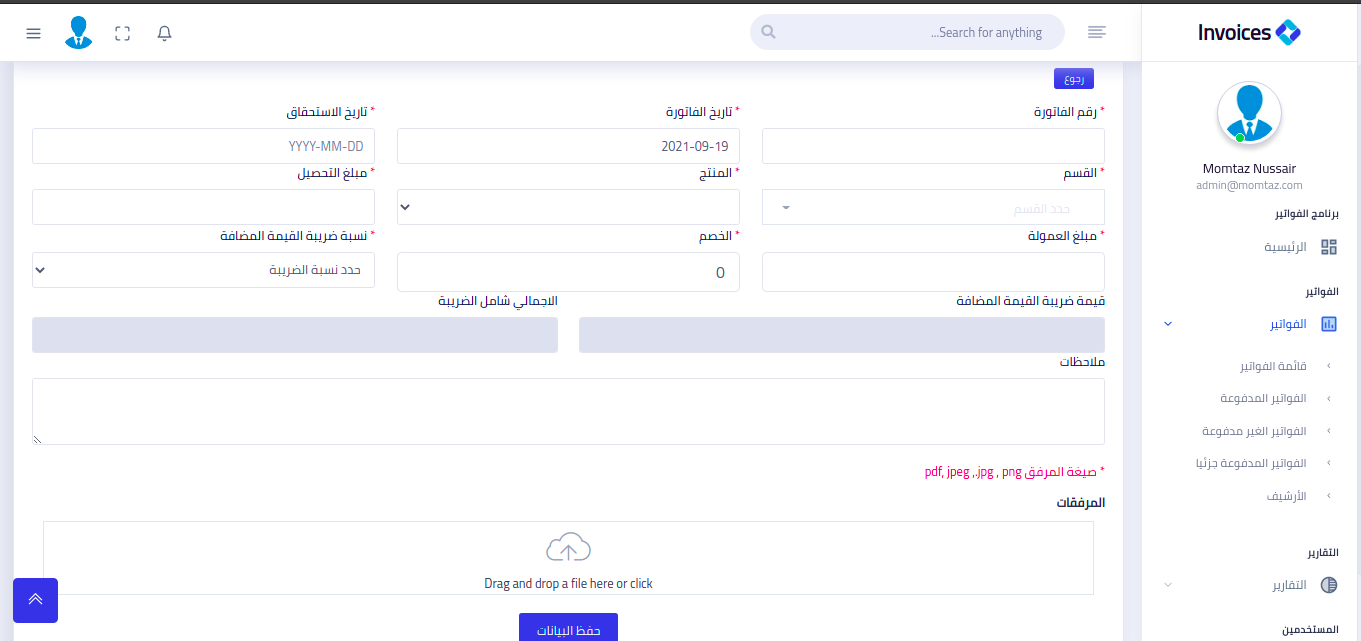 Invoices
Search for anything...
Momtaz Nussair
admin@momtaz.com
برنامج الفواتير
الرئيسية
الفواتير
الفواتير
قائمة الفواتير
الفواتير المدفوعة
الفواتير الغير مدفوعة
الفواتير المدفوعة جزئيا
الأرشيف
التقارير
التقارير
المستخدمين
رجوع
* رقم الفاتورة
* تاريخ الفاتورة
2021-09-19
* تاريخ الاستحقاق
YYYY-MM-DD
* القسم
حدد القسم
* المنتج
* مبلغ التحصيل
* مبلغ العمولة
* الخصم
0
* نسبة ضريبة القيمة المضافة
حدد نسبة الضريبة
قيمة ضريبة القيمة المضافة
الاجمالي شامل الضريبة
ملاحظات
* صيغة المرفق pdf, jpeg ,.jpg , png
المرفقات
Drag and drop a file here or click
حفظ البيانات